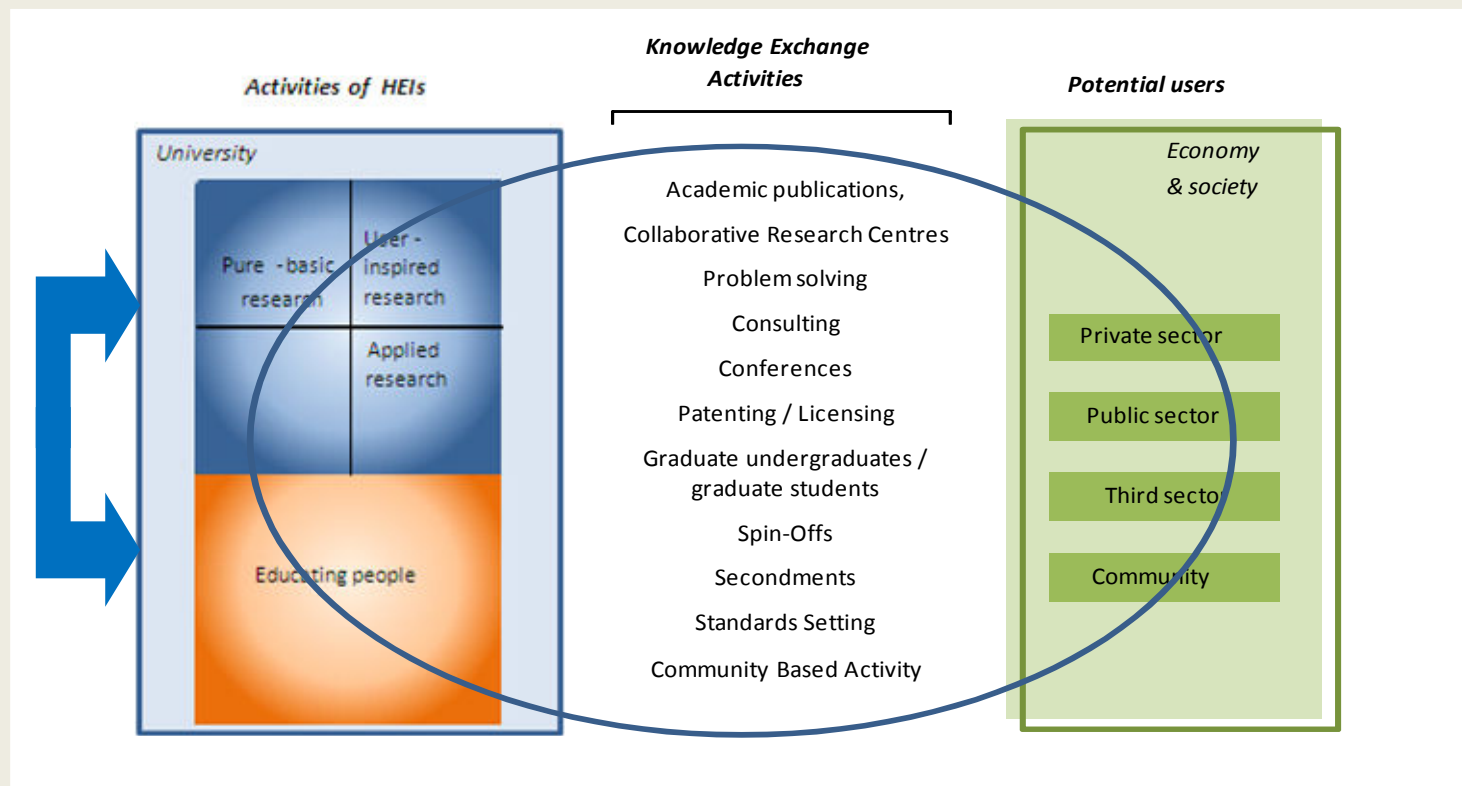 Activities of HEIs
University
Pure -basic
research
User -
inspired
research
Applied
research
Educating people
Knowledge Exchange
Activities
Academic publications,
Collaborative Research Centres
Problem solving
Consulting
Conferences
Patenting / Licensing
Graduate undergraduates /
graduate students
Spin-Offs
Secondments
Standards Setting
Community Based Activity
Potential users
Economy
& society
Private sector
Public sector
Third sector
Community